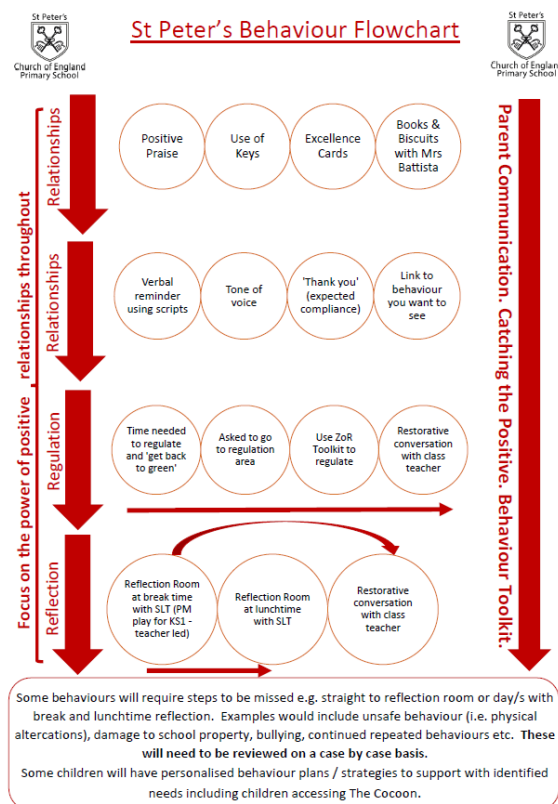 St Peter's
Church of England
Primary School
St Peter's Behaviour Flowchart
St Peter's
Church of England
Primary School
Focus on the power of positive
relationships throughout
Relationships
Positive
Praise
Use of
Keys
Excellence
Cards
Books &
Biscuits
with Mrs
Battista
Relationships
Verbal
reminder
using scripts
Tone of
voice
'Thank you'
(expected
compliance)
Link to
behaviour
you want to
see
Regulation
Time needed
to regulate
and 'get back
to green'
Asked to go
to regulation
area
Use ZoR
Toolkit to
regulate
Restorative
conversation
with class
teacher
Reflection
Reflection Room
at break time
with SLT (PM
play for KS1 -
teacher led)
Reflection Room
at lunchtime
with SLT
Restorative
conversation
with class
teacher
Parent Communication. Catching the Positive. Behaviour Toolkit.
Some behaviours will require steps to be missed e.g. straight to reflection room or day/s with
break and lunchtime reflection. Examples would include unsafe behaviour (i.e. physical
altercations), damage to school property, bullying, continued repeated behaviours etc. These
will need to be reviewed on a case by case basis.
Some children will have personalised behaviour plans / strategies to support with identified
needs including children accessing The Cocoon.